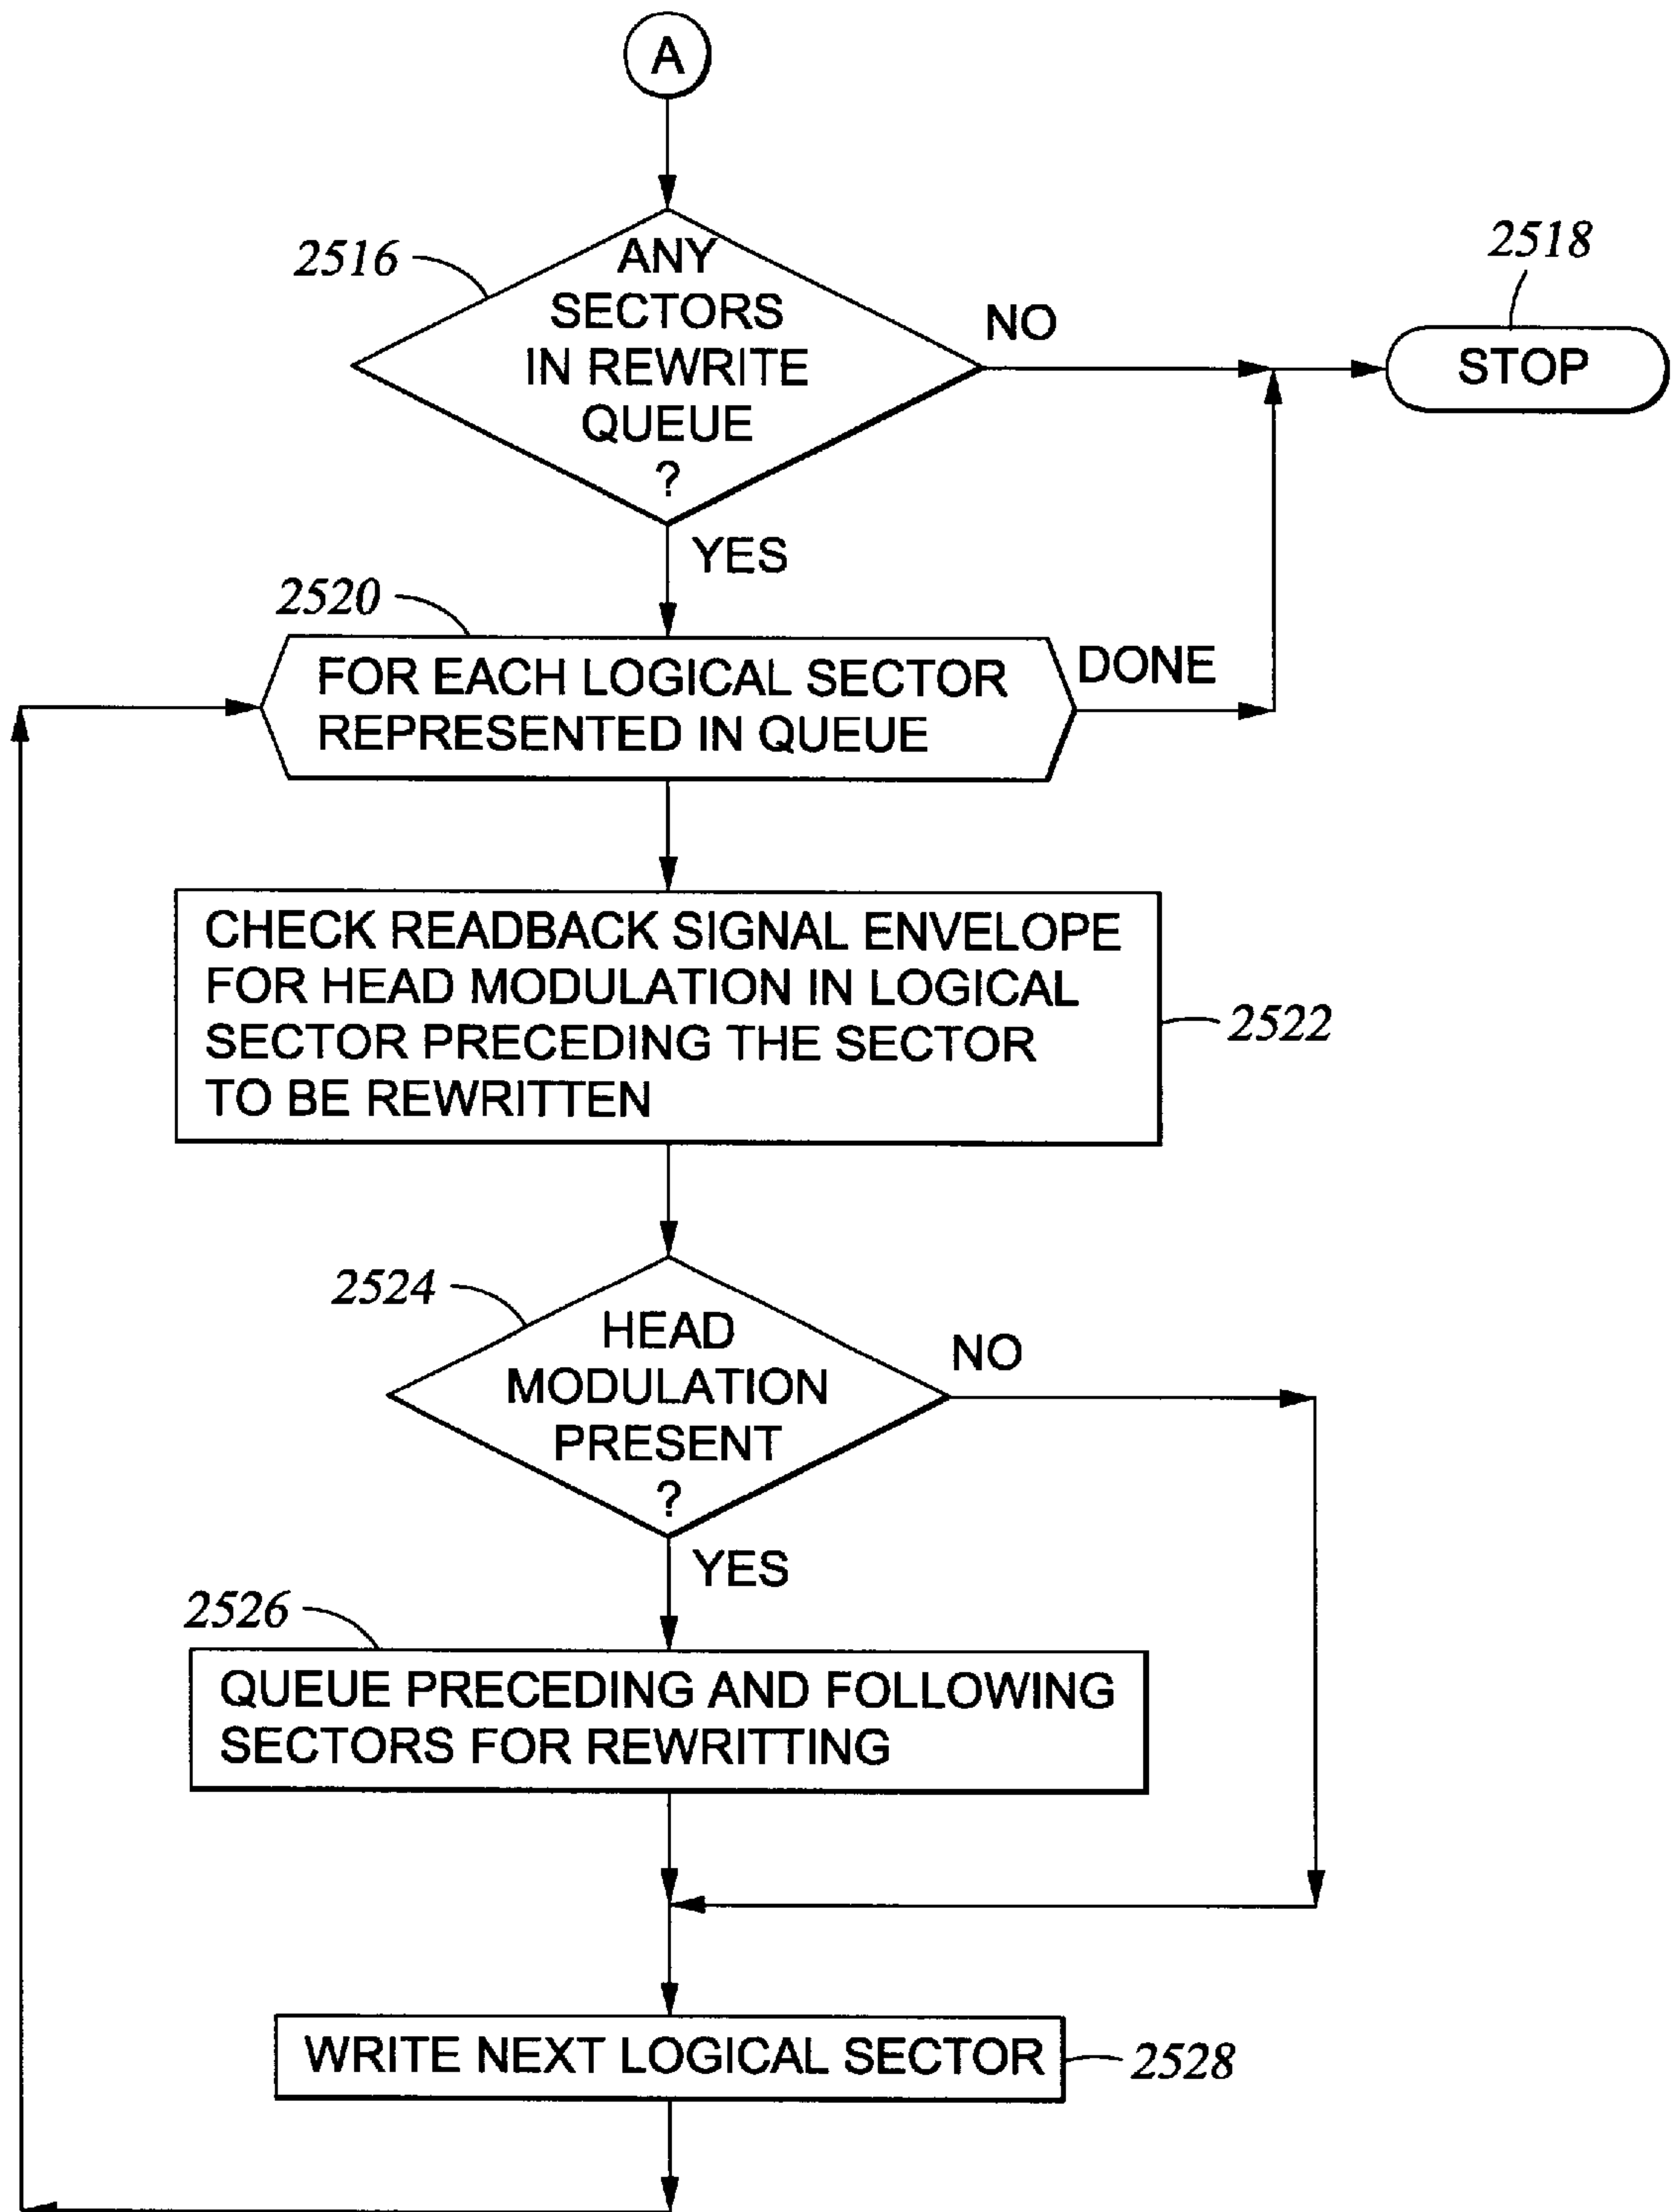 A
2516
ANY
SECTORS
IN REWRITE
QUEUE
?
NO
2518
STOP
YES
2520
FOR EACH LOGICAL SECTOR
REPRESENTED IN QUEUE
DONE
CHECK READBACK SIGNAL ENVELOPE
FOR HEAD MODULATION IN LOGICAL
SECTOR PRECEDING THE SECTOR
TO BE REWRITTEN
2522
2524
HEAD
MODULATION
PRESENT
?
NO
YES
2526
QUEUE PRECEDING AND FOLLOWING
SECTORS FOR REWRITTING
WRITE NEXT LOGICAL SECTOR
2528